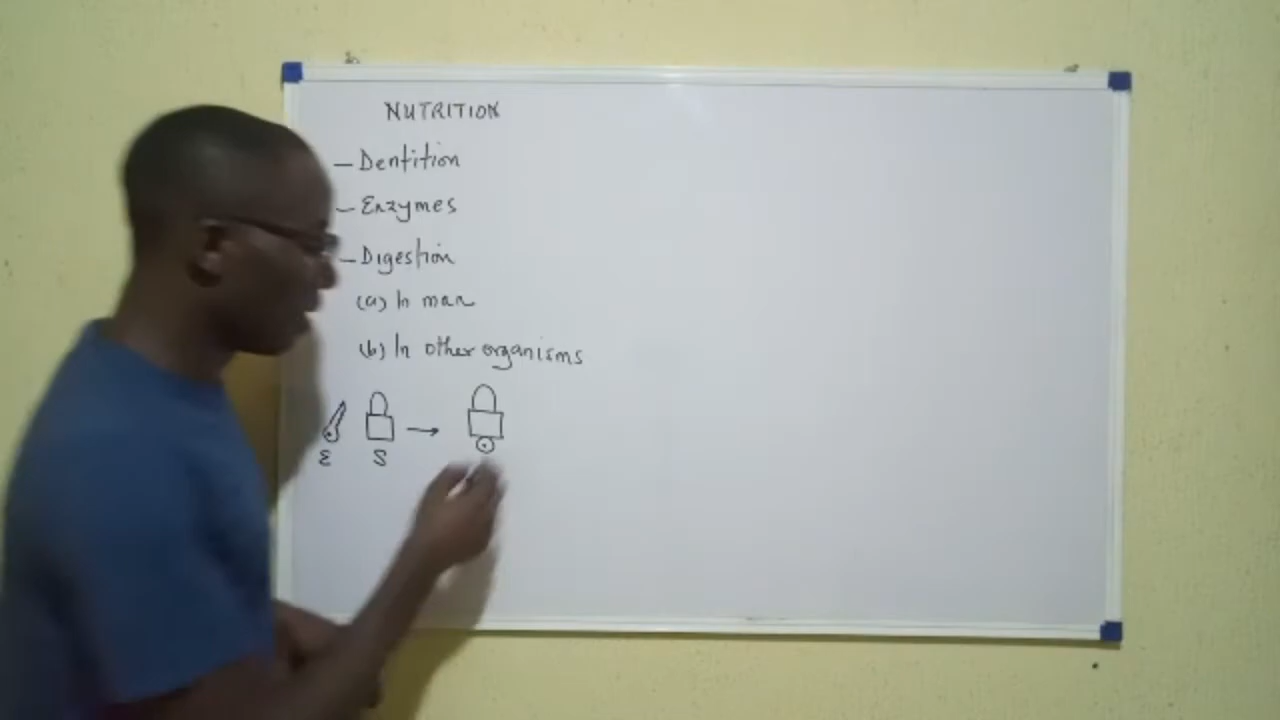 NUTRITION
– Dentition
– Enzymes
– Digestion
(a) In man
(b) In other organisms
E S